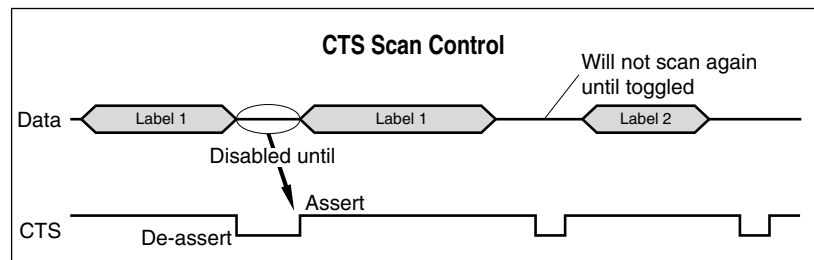 CTS Scan Control
Will not scan again
until toggled
Data
Label 1
Label 1
Label 2
Disabled until
Assert
CTS
De-assert